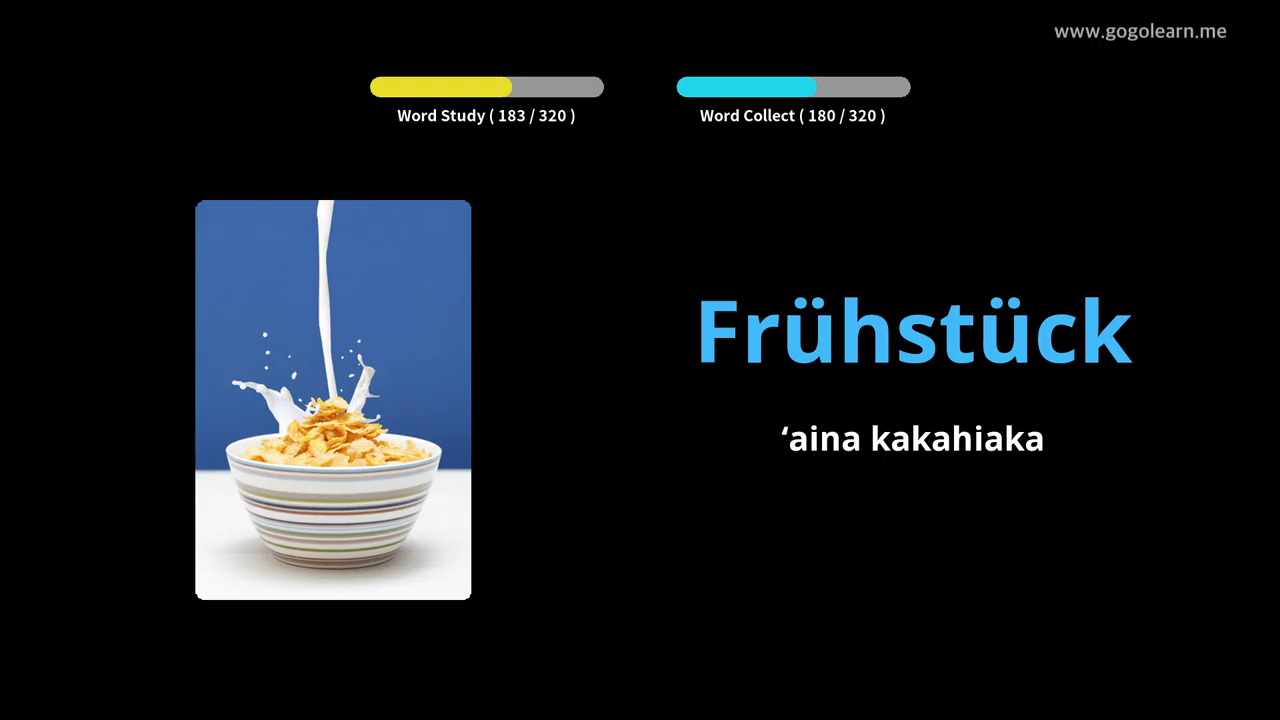 www.gogolearn.me
Word Study ( 183 / 320 )
Word Collect ( 180 / 320 )
Frühstück
ʻaina kakahiaka